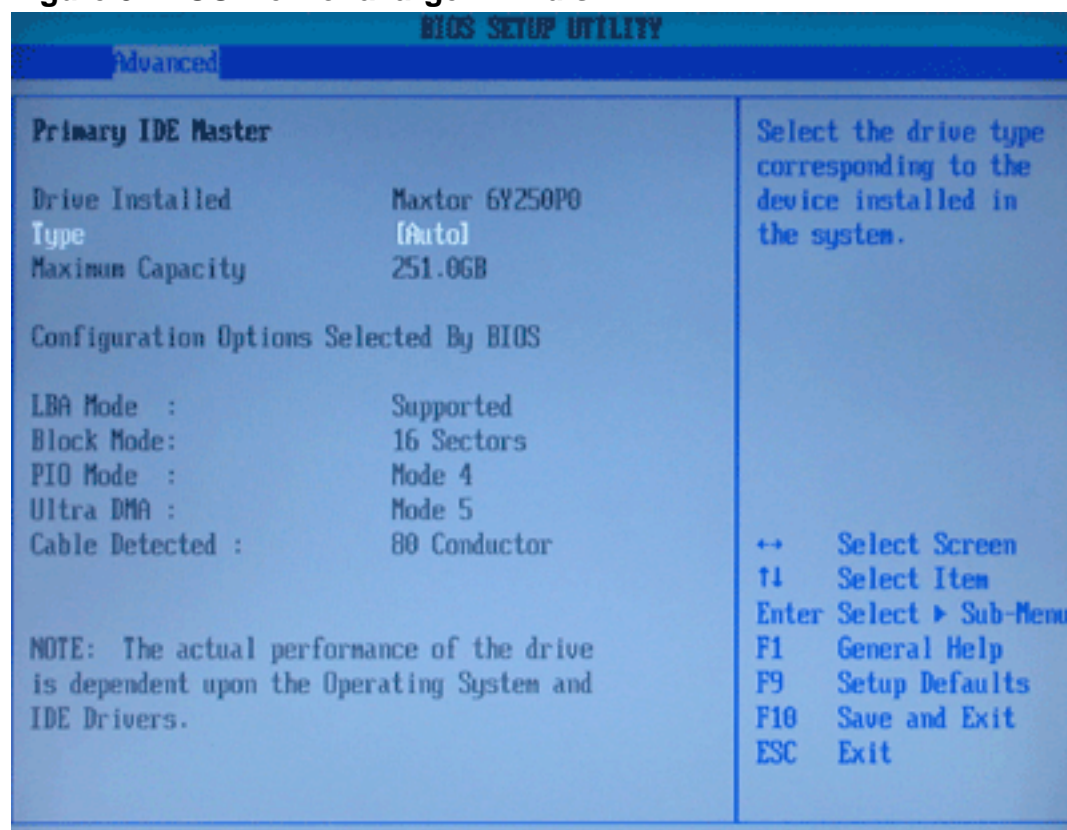 BIOS SETUP UTILITY
Advanced
Primary IDE Master
Drive Installed Maxtor 6Y250P0
Type [Auto]
Maximum Capacity 251.0GB
Configuration Options Selected By BIOS
LBA Mode : Supported
Block Mode: 16 Sectors
PIO Mode : Mode 4
Ultra DMA : Mode 5
Cable Detected : 80 Conductor
NOTE: The actual performance of the drive
is dependent upon the Operating System and
IDE Drivers.
Select the drive type
corresponding to the
device installed in
the system.
↔ Select Screen
↑↓ Select Item
Enter Select ▶ Sub-Menu
F1 General Help
F9 Setup Defaults
F10 Save and Exit
ESC Exit